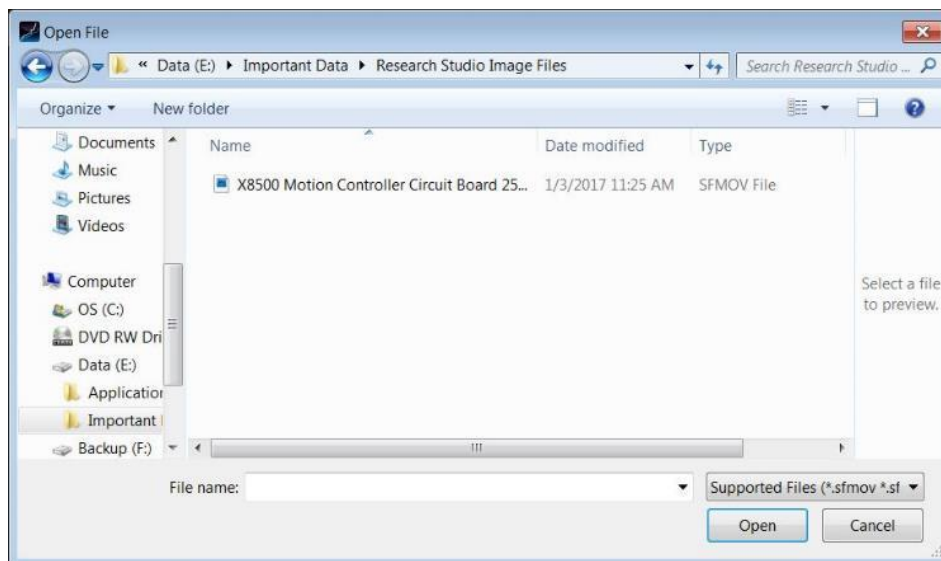 Open File
« Data (E:) ▸ Important Data ▸ Research Studio Image Files
Search Research Studio ...
Organize
New folder
Documents
Music
Pictures
Videos
Computer
OS (C:)
DVD RW Dri
Data (E:)
Application
Important
Backup (F:)
Name
Date modified
Type
X8500 Motion Controller Circuit Board 25...
1/3/2017 11:25 AM
SFMOV File
Select a file
to preview.
File name:
Supported Files (*.sfmov *.sf
Open
Cancel